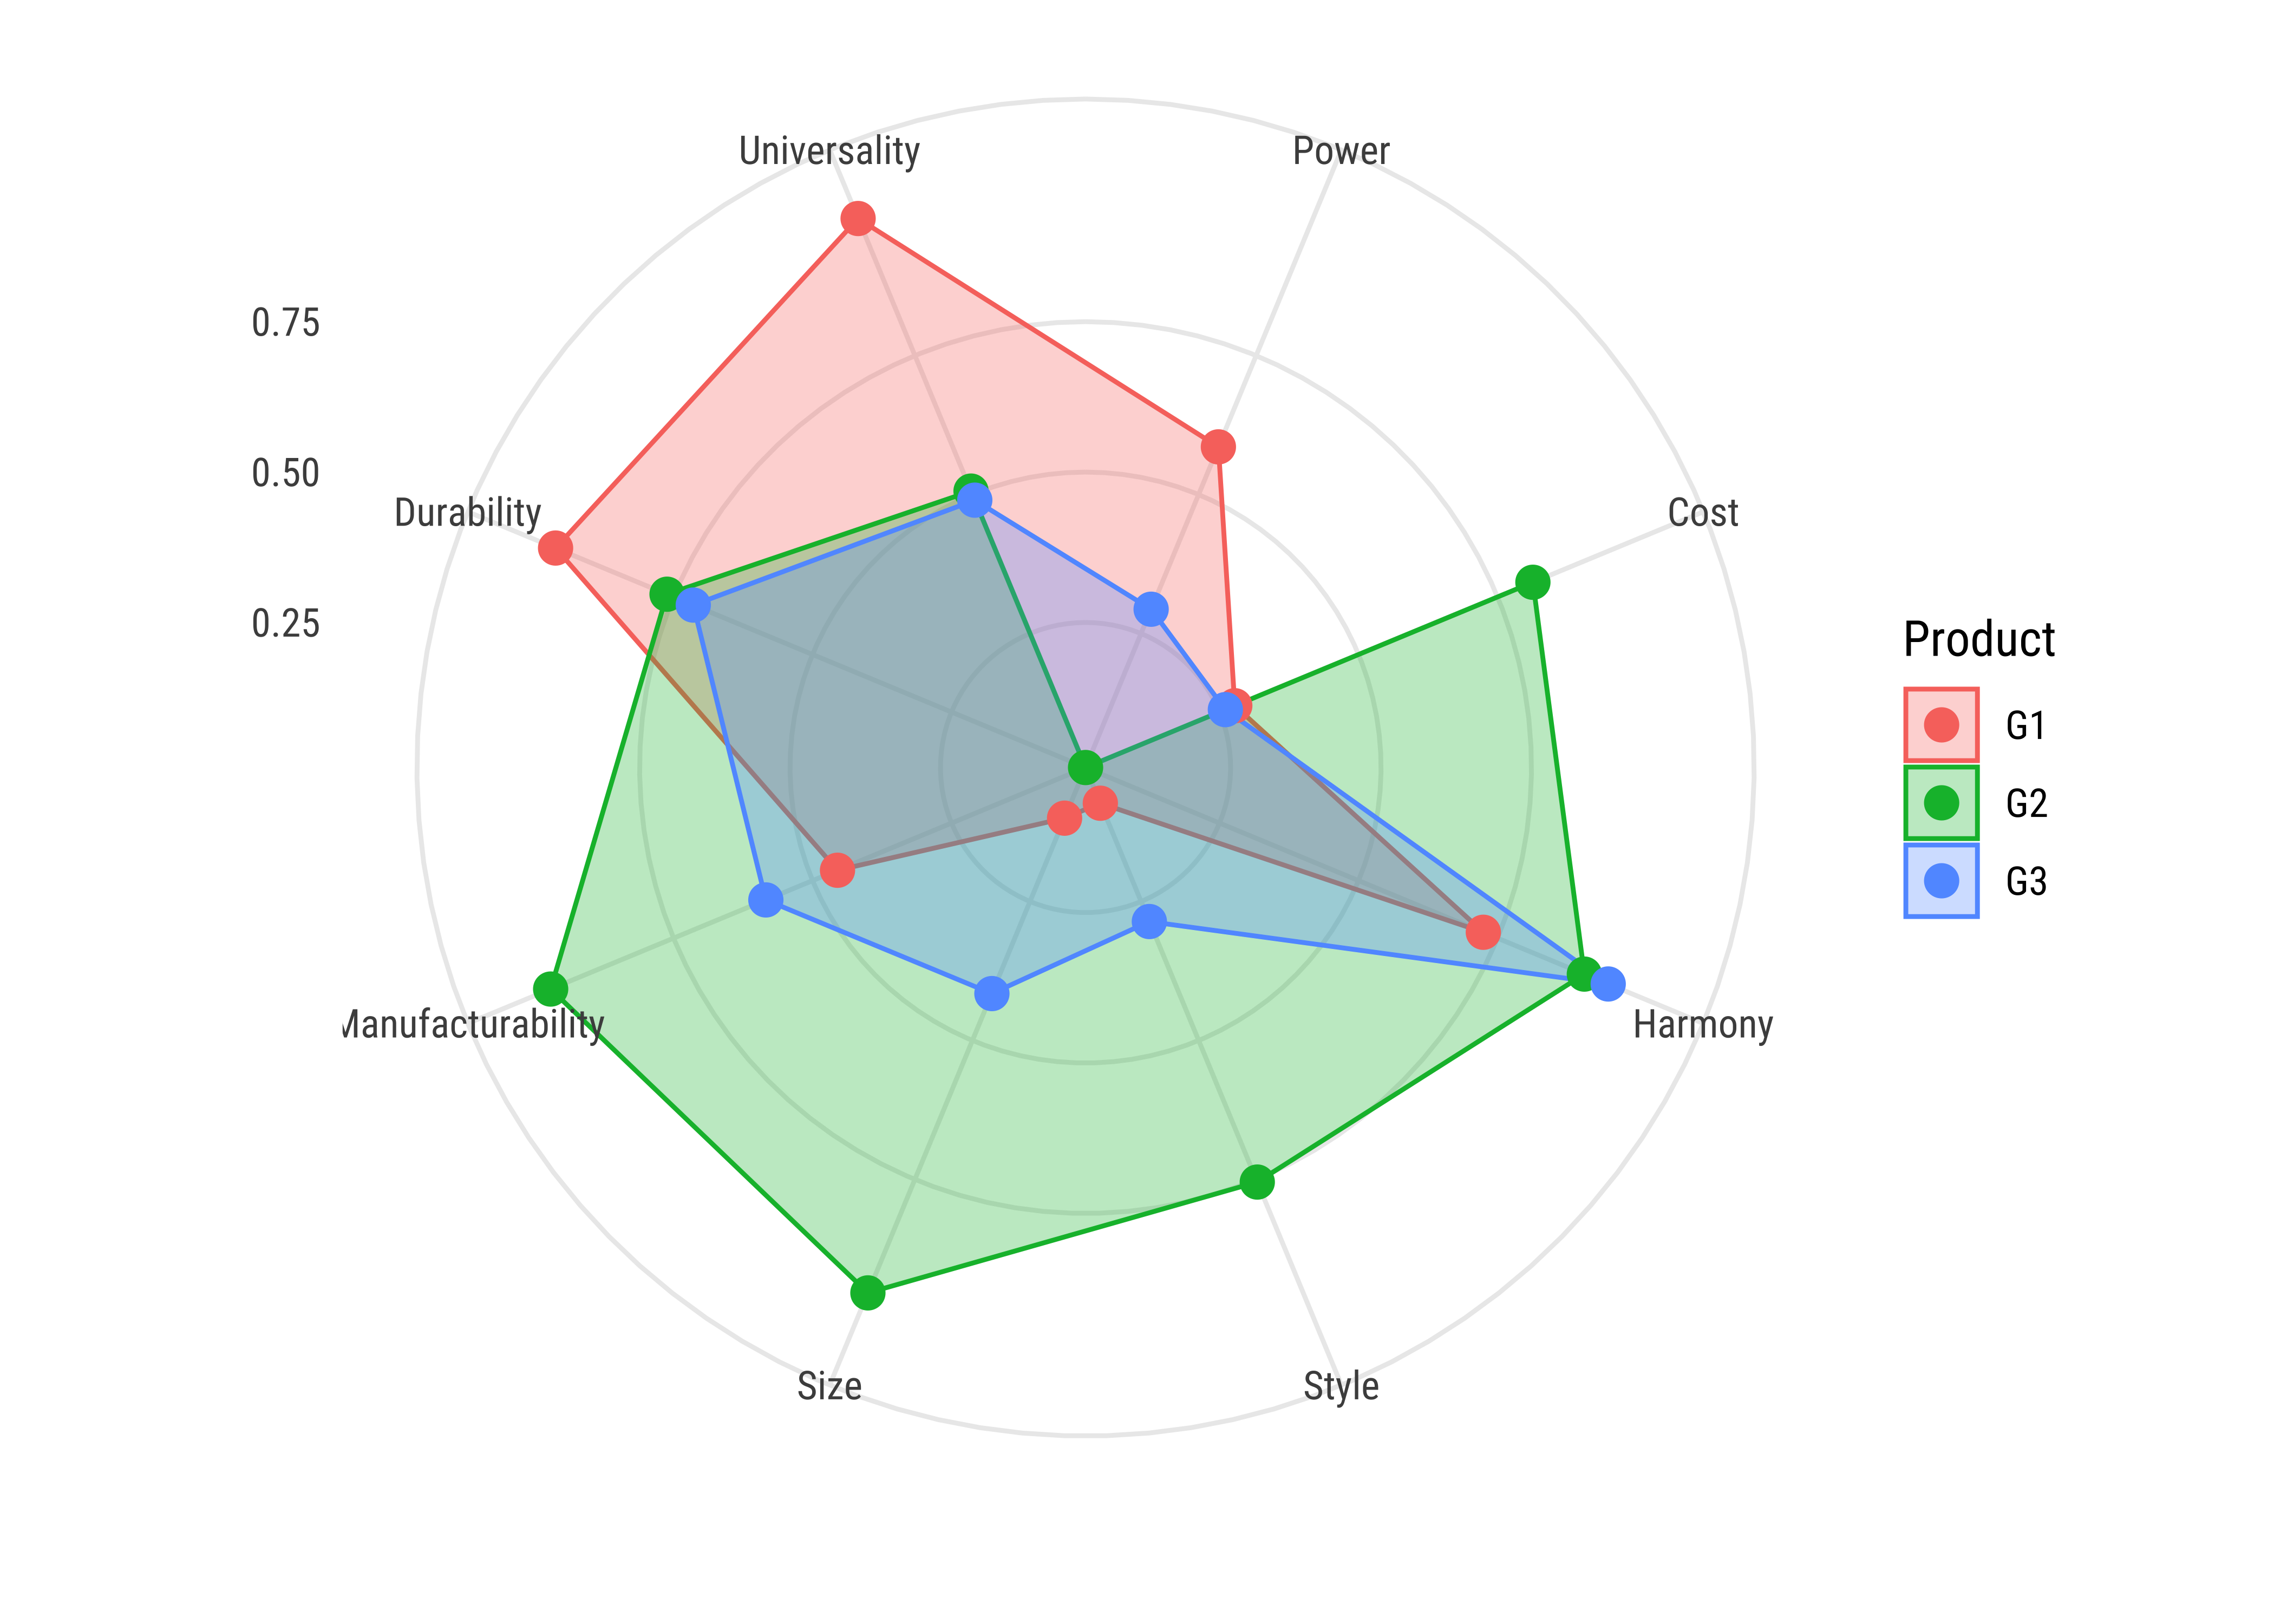 Universality
Power
0.75
0.50
Durability
Cost
0.25
Product
G1
G2
G3
Manufacturability
Harmony
Size
Style